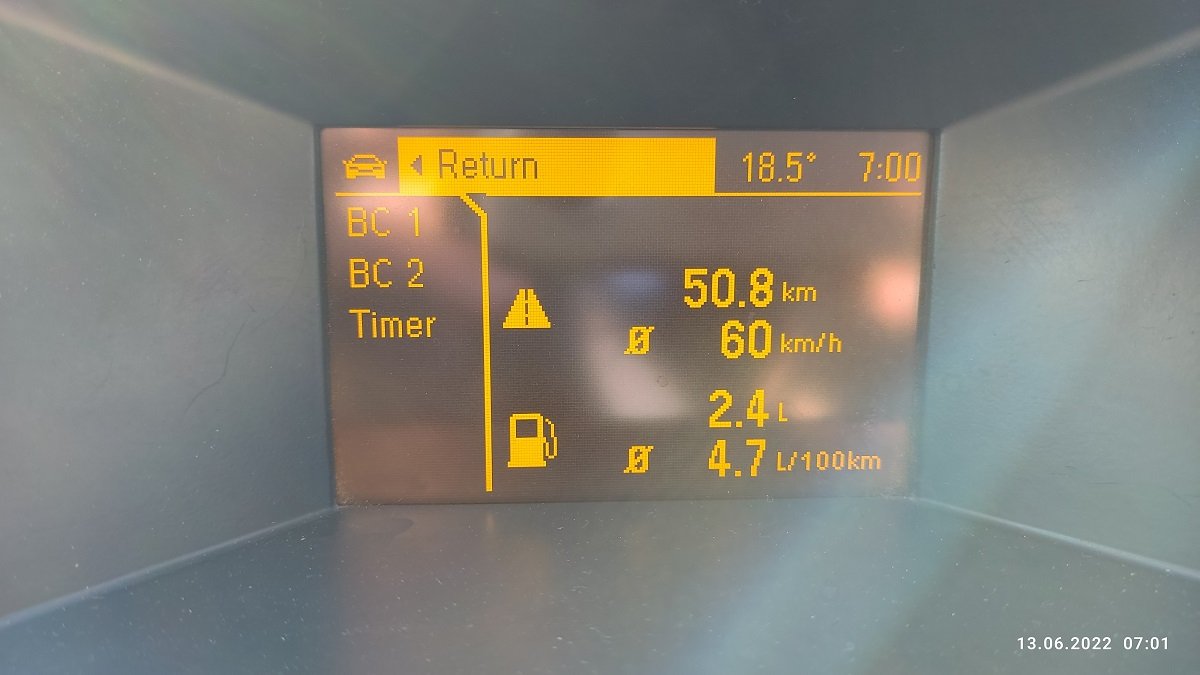 Return 18.5° 7:00
BC 1
BC 2
Timer
50.8 km
Ø 60 km/h
2.4 L
Ø 4.7 L/100km
13.06.2022 07:01